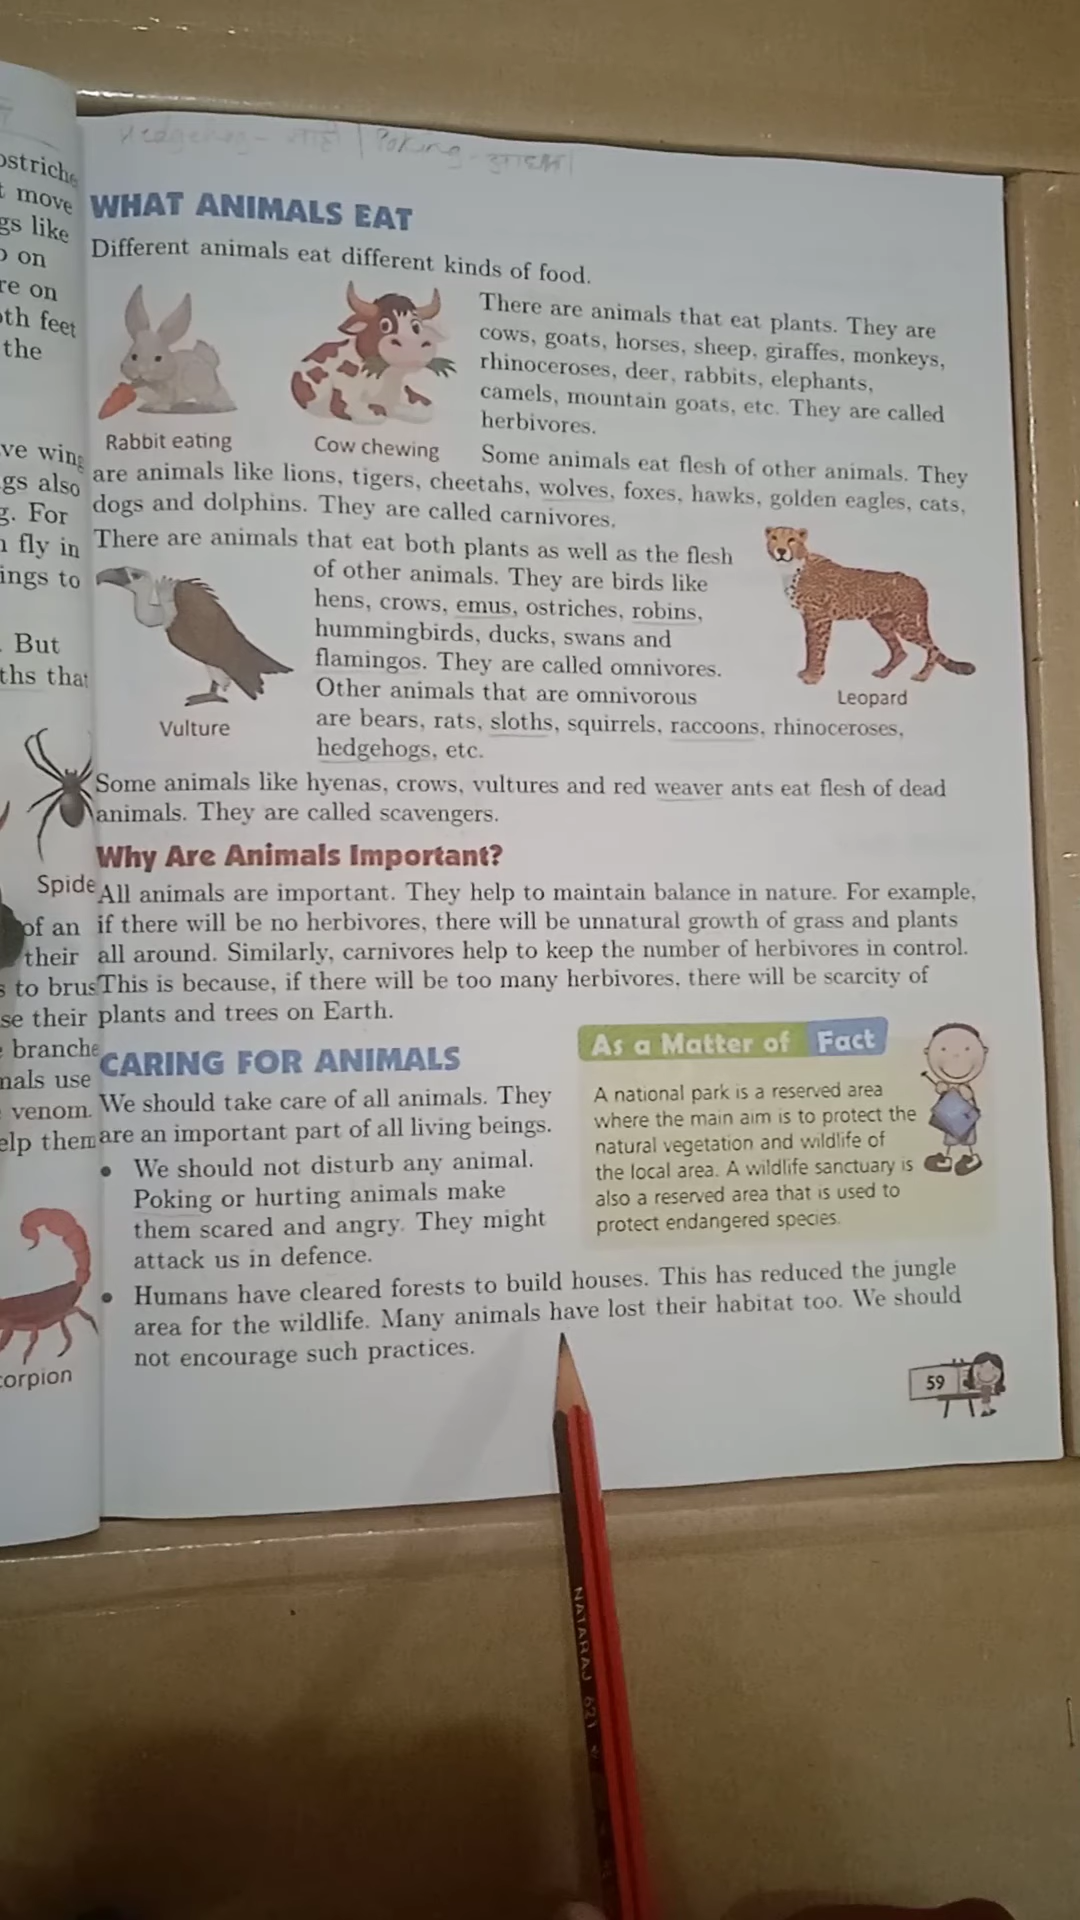 Hedgehog - | Poking -
ostriche
t move
gs like
on
re on
oth feet
the
ve wing
gs also
g. For
n fly in
ings to
. But
ths that
Spide
of an
their
s to brus
se their
branche
nals use
venom.
elp them
corpion
WHAT ANIMALS EAT
Different animals eat different kinds of food.
There are animals that eat plants. They are
cows, goats, horses, sheep, giraffes, monkeys,
rhinoceroses, deer, rabbits, elephants,
camels, mountain goats, etc. They are called
herbivores.
Rabbit eating
Cow chewing
Some animals eat flesh of other animals. They
are animals like lions, tigers, cheetahs, wolves, foxes, hawks, golden eagles, cats,
dogs and dolphins. They are called carnivores.
There are animals that eat both plants as well as the flesh
of other animals. They are birds like
hens, crows, emus, ostriches, robins,
hummingbirds, ducks, swans and
flamingos. They are called omnivores.
Other animals that are omnivorous
are bears, rats, sloths, squirrels, raccoons, rhinoceroses,
hedgehogs, etc.
Vulture
Leopard
Some animals like hyenas, crows, vultures and red weaver ants eat flesh of dead
animals. They are called scavengers.
Why Are Animals Important?
All animals are important. They help to maintain balance in nature. For example,
if there will be no herbivores, there will be unnatural growth of grass and plants
all around. Similarly, carnivores help to keep the number of herbivores in control.
This is because, if there will be too many herbivores, there will be scarcity of
plants and trees on Earth.
CARING FOR ANIMALS
We should take care of all animals. They
are an important part of all living beings.
• We should not disturb any animal.
Poking or hurting animals make
them scared and angry. They might
attack us in defence.
• Humans have cleared forests to build houses. This has reduced the jungle
area for the wildlife. Many animals have lost their habitat too. We should
not encourage such practices.
As a Matter of Fact
A national park is a reserved area
where the main aim is to protect the
natural vegetation and wildlife of
the local area. A wildlife sanctuary is
also a reserved area that is used to
protect endangered species.
59
NATARAJ 621